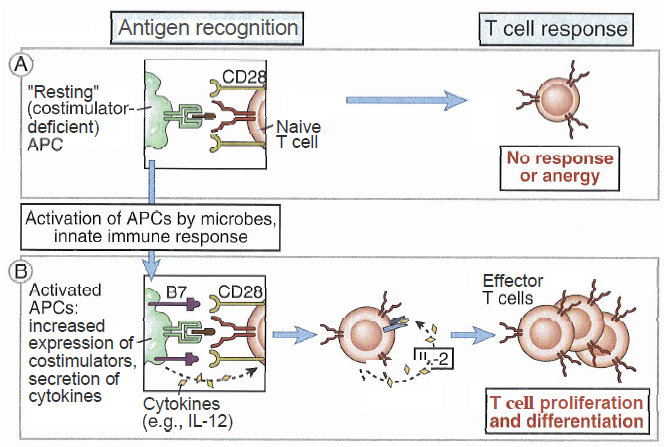 Antigen recognition
T cell response
A
"Resting"
(costimulator-
deficient)
APC
CD28
Naive
T cell
No response
or anergy
Activation of APCs by microbes,
innate immune response
B
Activated
APCs:
increased
expression of
costimulators,
secretion of
cytokines
B7
CD28
Cytokines
(e.g., IL-12)
IL-2
Effector
T cells
T cell proliferation
and differentiation